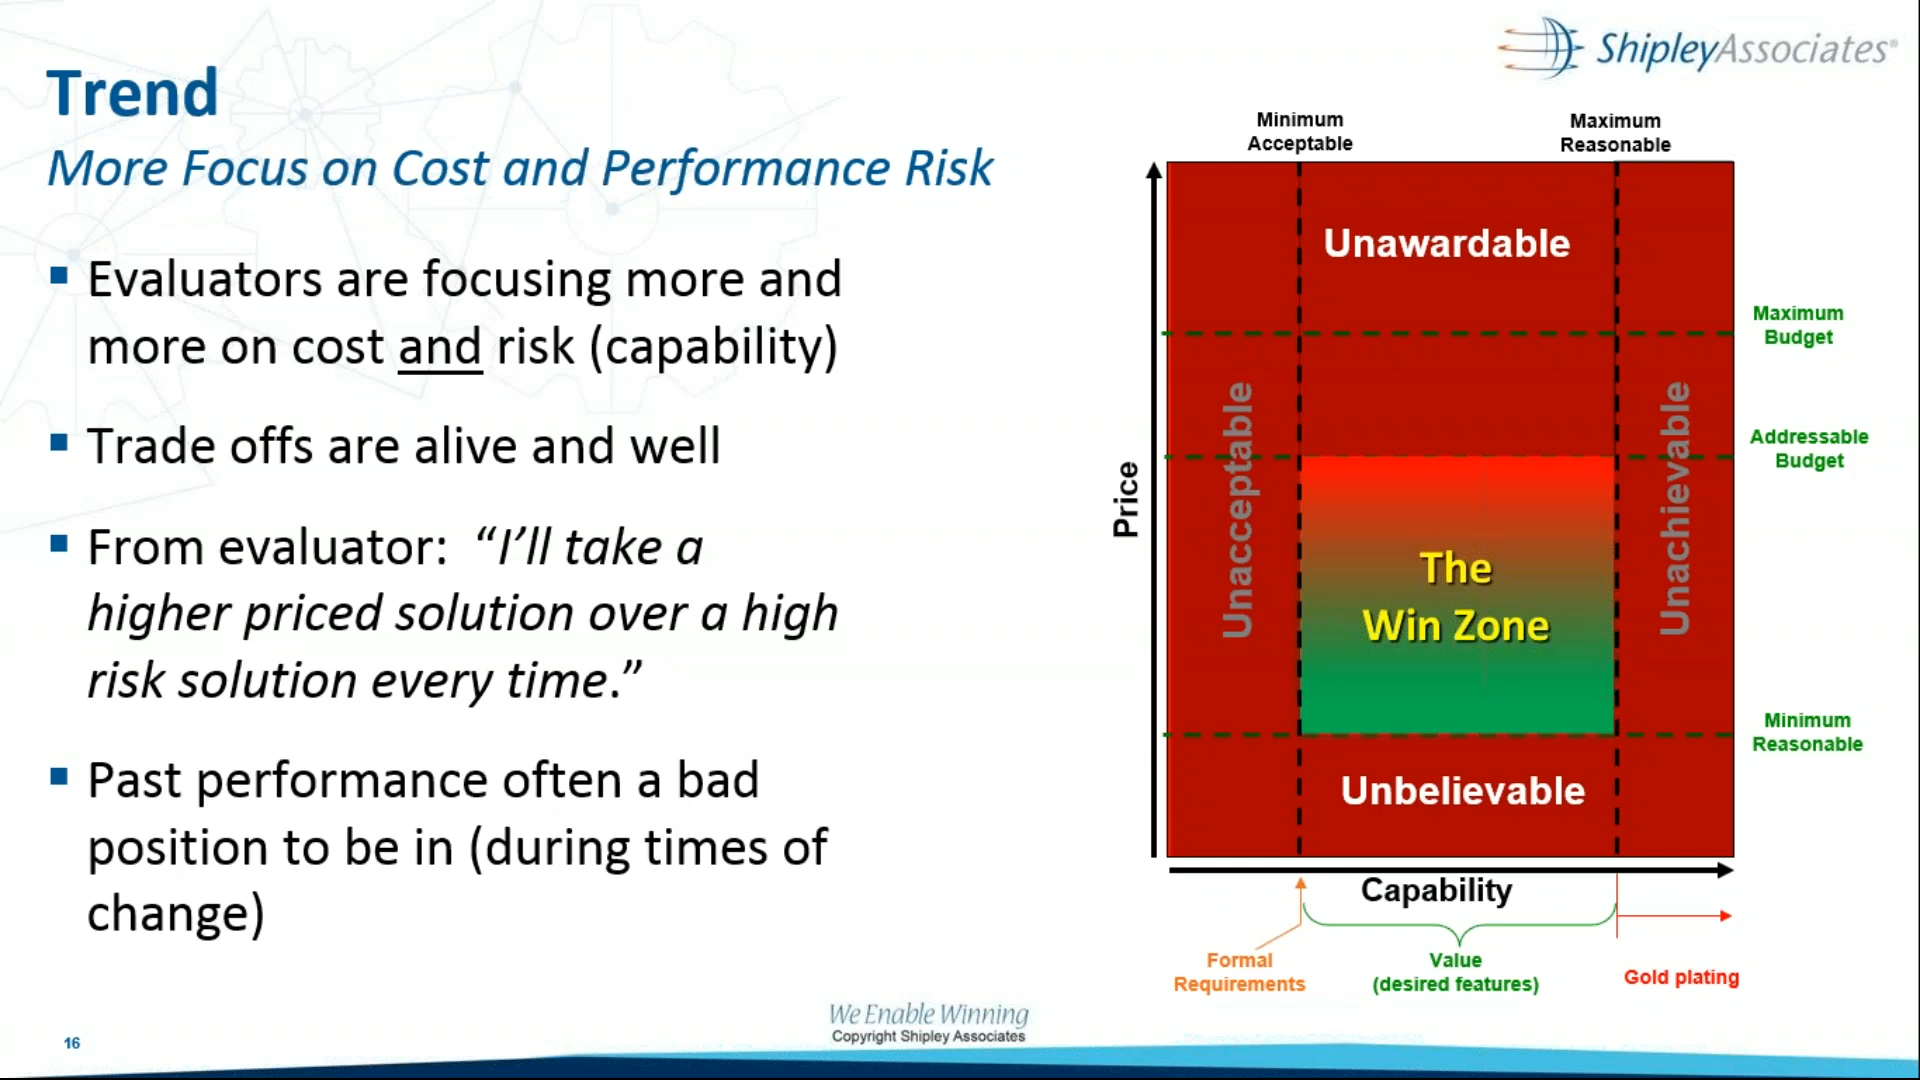 ShipleyAssociates®
Trend
More Focus on Cost and Performance Risk
▪ Evaluators are focusing more and
more on cost and risk (capability)
▪ Trade offs are alive and well
▪ From evaluator: “I’ll take a
higher priced solution over a high
risk solution every time.”
▪ Past performance often a bad
position to be in (during times of
change)
Minimum
Acceptable
Maximum
Reasonable
Unawardable
Maximum
Budget
Addressable
Budget
Price
Unacceptable
The
Win Zone
Unachievable
Minimum
Reasonable
Unbelievable
Capability
Formal
Requirements
Value
(desired features)
Gold plating
We Enable Winning
Copyright Shipley Associates
16